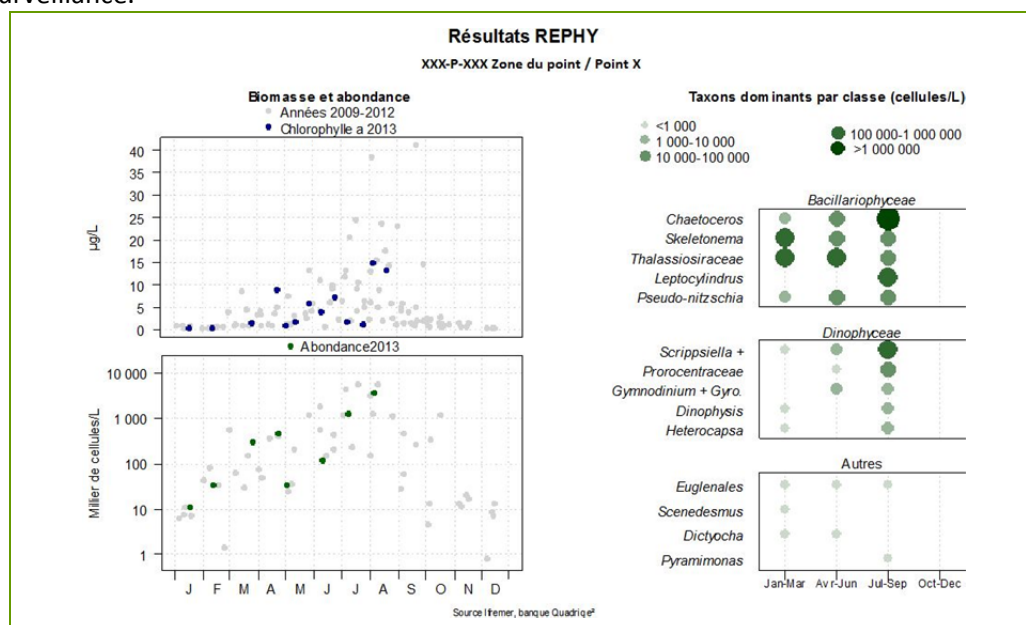 urveillance.
Résultats REPHY
XXX-P-XXX Zone du point / Point X
Biomasse et abondance
Années 2009-2012
Chlorophylle a 2013
µg/L
40
35
30
25
20
15
10
5
0
Abondance2013
Millier de cellules/L
10 000
1 000
100
10
1
J F M A M J J A S O N D
Taxons dominants par classe (cellules/L)
<1 000
1 000-10 000
10 000-100 000
100 000-1 000 000
>1 000 000
Bacillariophyceae
Chaetoceros
Skeletonema
Thalassiosiraceae
Leptocylindrus
Pseudo-nitzschia
Dinophyceae
Scrippsiella +
Prorocentraceae
Gymnodinium + Gyro.
Dinophysis
Heterocapsa
Autres
Euglenales
Scenedesmus
Dictyocha
Pyramimonas
Jan-Mar Avr-Jun Jul-Sep Oct-Dec
Source Ifremer, banque Quadrige²